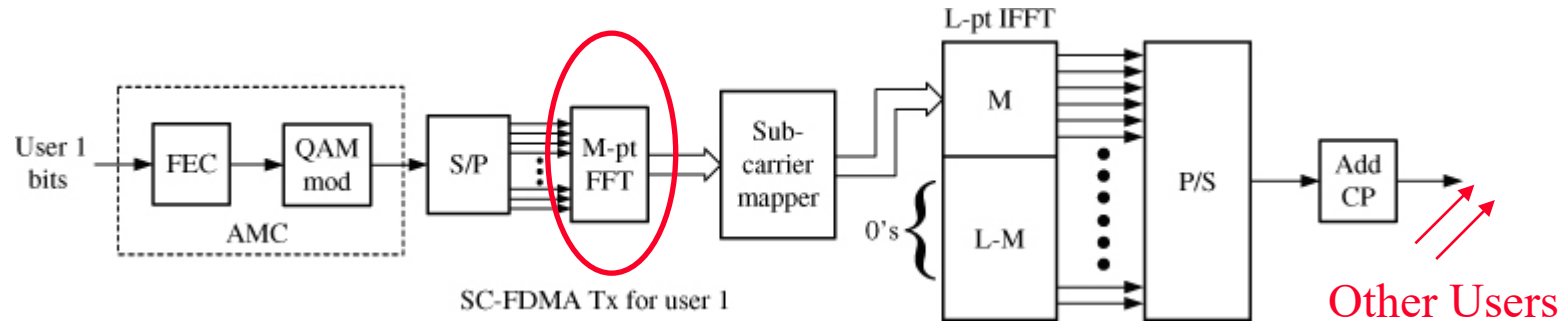 L-pt IFFT
User 1
bits
FEC
QAM
mod
AMC
S/P
M-pt
FFT
Sub-
carrier
mapper
M
0's
L-M
P/S
Add
CP
SC-FDMA Tx for user 1
Other Users